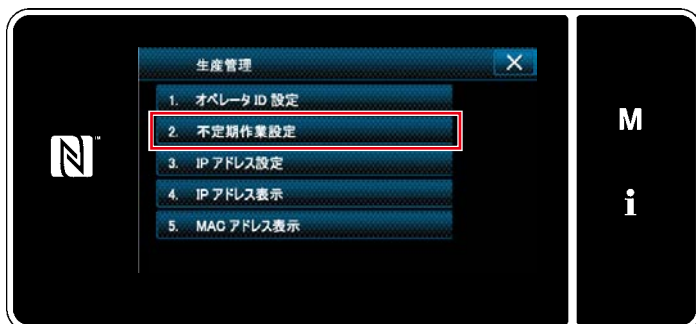 生産管理
1. オペレータ ID 設定
2. 不定期作業設定
3. IP アドレス設定
4. IP アドレス表示
5. MAC アドレス表示
M
i